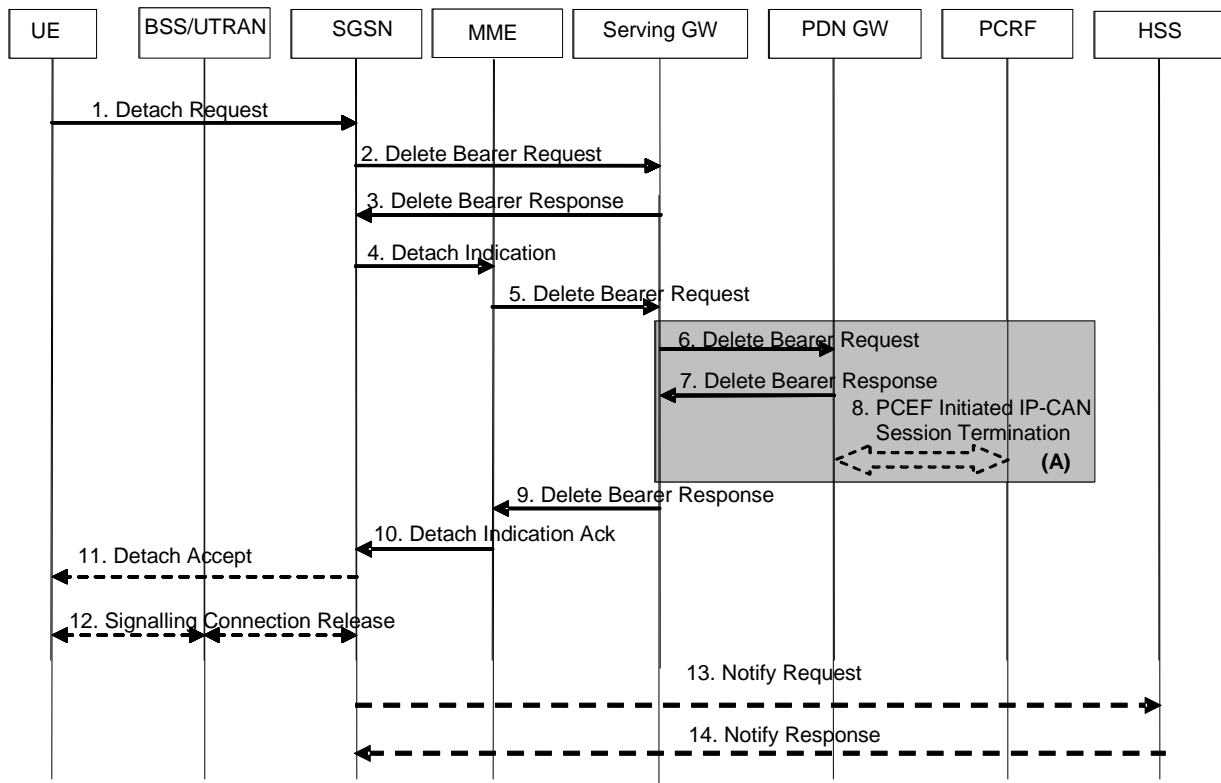 UE
BSS/UTRAN
SGSN
MME
Serving GW
PDN GW
PCRF
HSS
1. Detach Request
2. Delete Bearer Request
3. Delete Bearer Response
4. Detach Indication
5. Delete Bearer Request
6. Delete Bearer Request
7. Delete Bearer Response
8. PCEF Initiated IP-CAN
Session Termination
(A)
9. Delete Bearer Response
10. Detach Indication Ack
11. Detach Accept
12. Signalling Connection Release
13. Notify Request
14. Notify Response